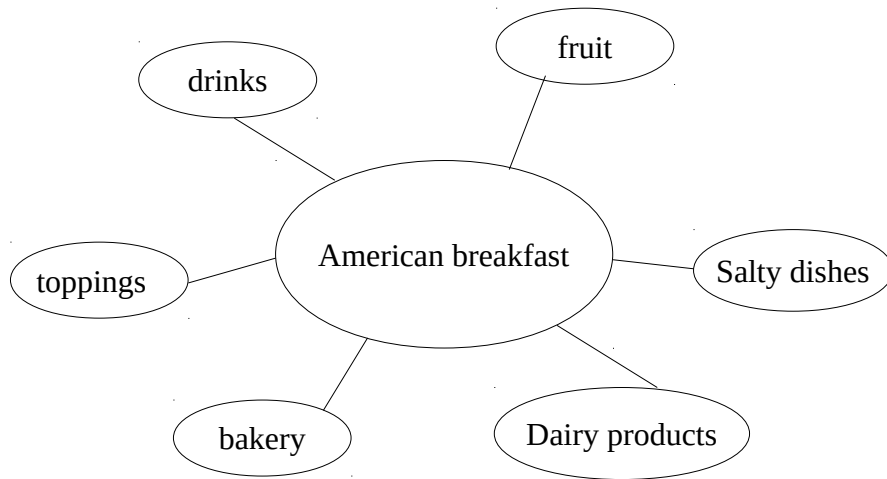 fruit
drinks
American breakfast
Salty dishes
toppings
Dairy products
bakery